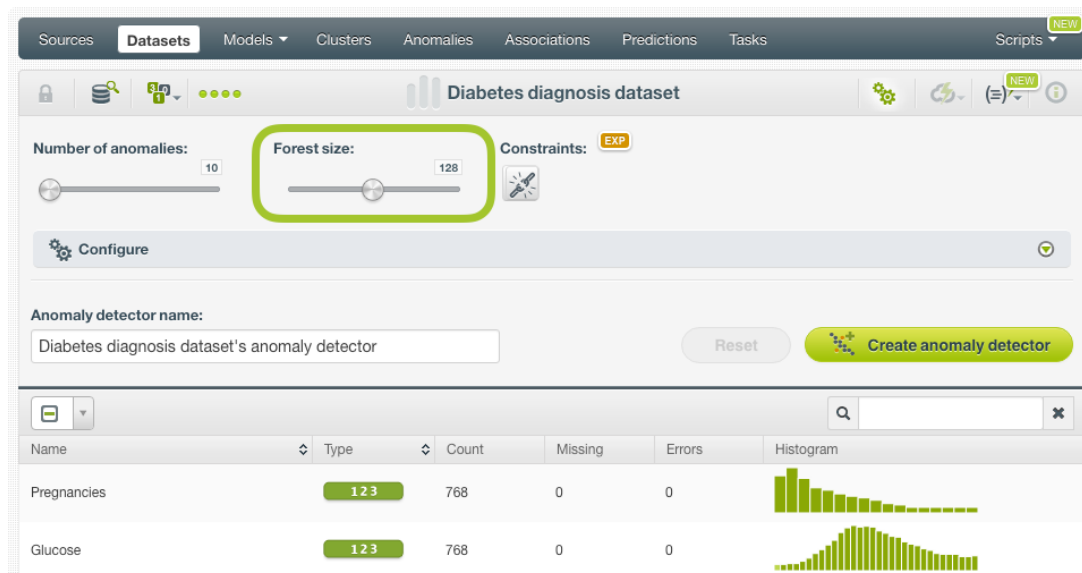 Sources Datasets Models Clusters Anomalies Associations Predictions Tasks Scripts NEW
Diabetes diagnosis dataset NEW
Number of anomalies: Forest size: Constraints: EXP
10 128
Configure
Anomaly detector name:
Diabetes diagnosis dataset's anomaly detector Reset Create anomaly detector
Name Type Count Missing Errors Histogram
Pregnancies 123 768 0 0
Glucose 123 768 0 0